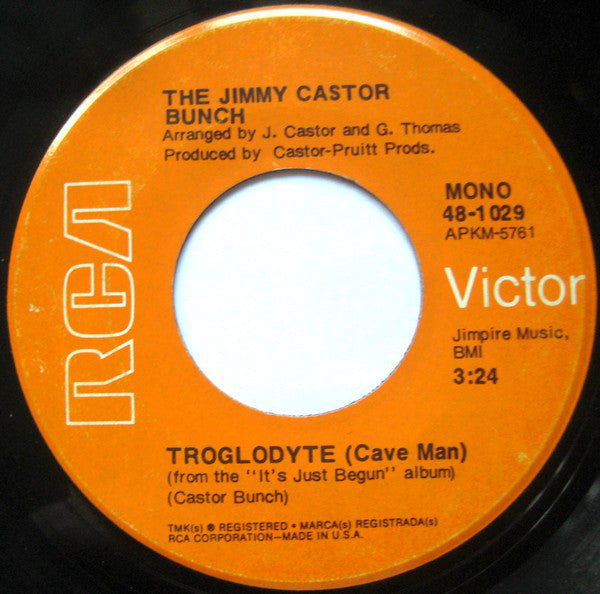 THE JIMMY CASTOR
BUNCH
Arranged by J. Castor and G. Thomas
Produced by Castor-Pruitt Prods.
RCA
MONO
48-1029
APKM-5761
Victor
Jimpire Music,
BMI
3:24
TROGLODYTE (Cave Man)
(from the "It's Just Begun" album)
(Castor Bunch)
TMK(s) ® REGISTERED • MARCA(s) REGISTRADA(s)
RCA CORPORATION—MADE IN U.S.A.